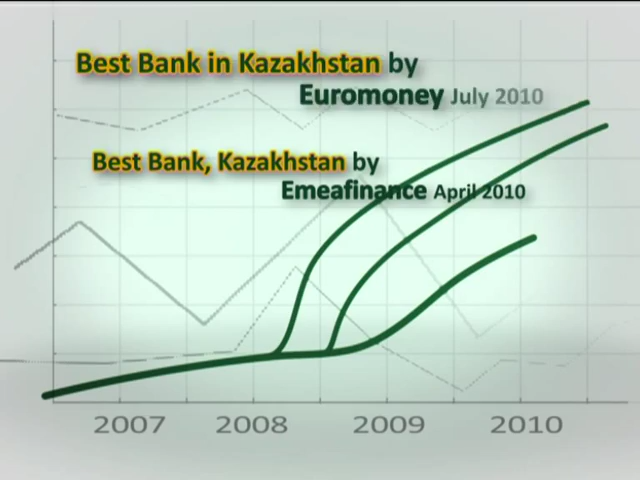 Best Bank in Kazakhstan by
Euromoney July 2010
Best Bank, Kazakhstan by
Emeafinance April 2010
2007 2008 2009 2010